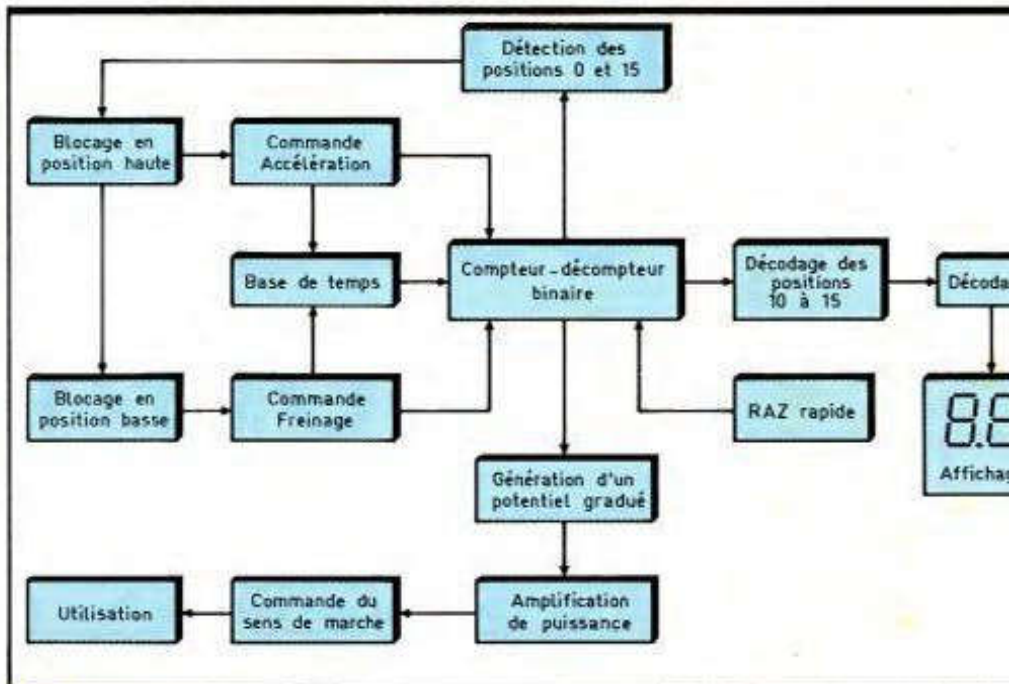 Détection des
positions 0 et 15
Blocage en
position haute
Commande
Accélération
Base de temps
Compteur-décompteur
binaire
Décodage des
positions
10 à 15
Blocage en
position basse
Commande
Freinage
RAZ rapide
Génération d'un
potentiel gradué
Utilisation
Commande du
sens de marche
Amplification
de puissance